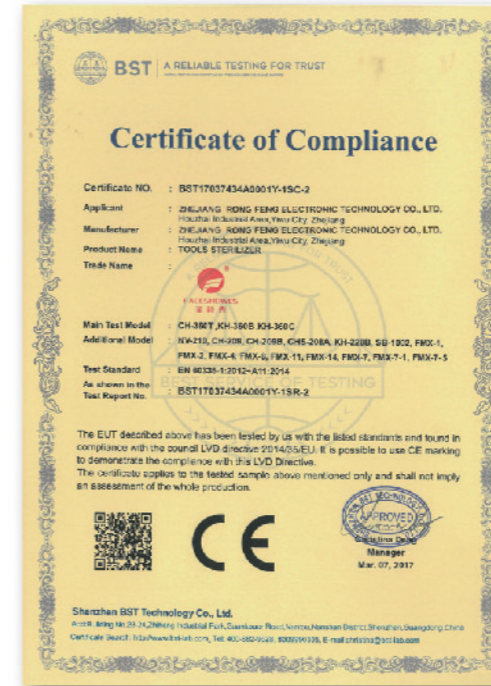 BST A RELIABLE TESTING FOR TRUST
Certificate of Compliance
Certificate NO. : BST17037434A0001Y-1SC-2
Applicant : ZHEJIANG RONG FENG ELECTRONIC TECHNOLOGY CO., LTD.
Houzhai Industrial Area, Yiwu City, Zhejiang
Manufacturer : ZHEJIANG RONG FENG ELECTRONIC TECHNOLOGY CO., LTD.
Houzhai Industrial Area, Yiwu City, Zhejiang
Product Name : TOOLS STERILIZER
Trade Name :
Main Test Model : CH-360T, KH-360B, KH-360C
Additional Model : NV-210, CH-209, CH-209B, CHS-208A, KH-228B, SB-1002, FMX-1,
FMX-2, FMX-4, FMX-11, FMX-14, FMX-7, FMX-7-1, FMX-7-5
Test Standard : EN 60335-1:2012+A11:2014
As shown in the
Test Report No. : BST17037434A0001Y-1SR-2
BEST SERVICE OF TESTING
The EUT described above has been tested by us with the listed standards and found in
compliance with the council LVD directive 2014/35/EU. It is possible to use CE marking
to demonstrate the compliance with this LVD Directive.
The certificate applies to the tested sample above mentioned only and shall not imply
an assessment of the whole production.
CE
APPROVED
Manager
Mar. 07, 2017
Shenzhen BST Technology Co., Ltd.